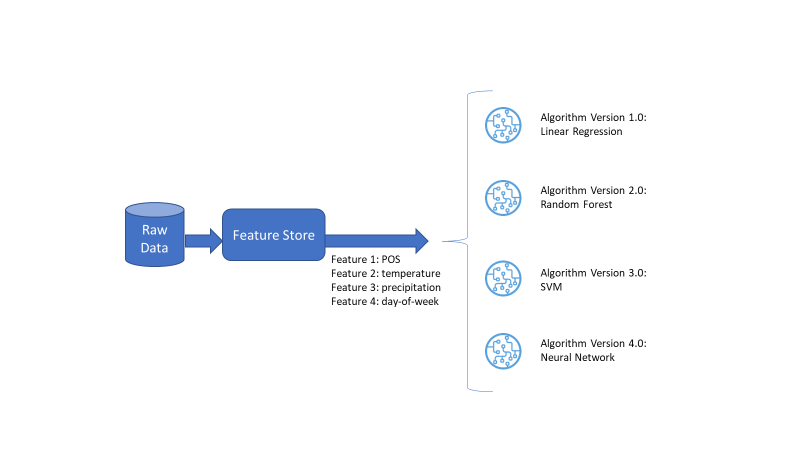 Raw
Data
Feature Store
Feature 1: POS
Feature 2: temperature
Feature 3: precipitation
Feature 4: day-of-week
Algorithm Version 1.0:
Linear Regression
Algorithm Version 2.0:
Random Forest
Algorithm Version 3.0:
SVM
Algorithm Version 4.0:
Neural Network